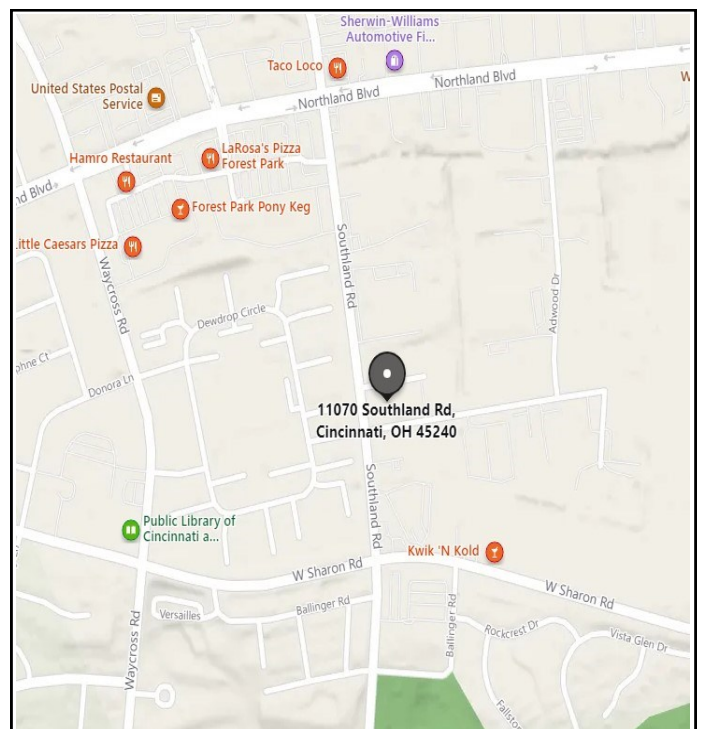 Sherwin-Williams
Automotive Fi...
Taco Loco
United States Postal
Service
Northland Blvd
Northland Blvd
W
Hamro Restaurant
LaRosa's Pizza
Forest Park
nd Blvd
Forest Park Pony Keg
Little Caesars Pizza
Southland Rd
Waycross Rd
Dewdrop Circle
Adwood Dr
phne Ct
Donora Ln
11070 Southland Rd,
Cincinnati, OH 45240
Southland Rd
Public Library of
Cincinnati a...
Kwik 'N Kold
W Sharon Rd
W Sharon Rd
Versailles
Ballinger Rd
Ballinger Rd
Rockcrest Dr
Vista Glen Dr
Waycross Rd
Fallsto